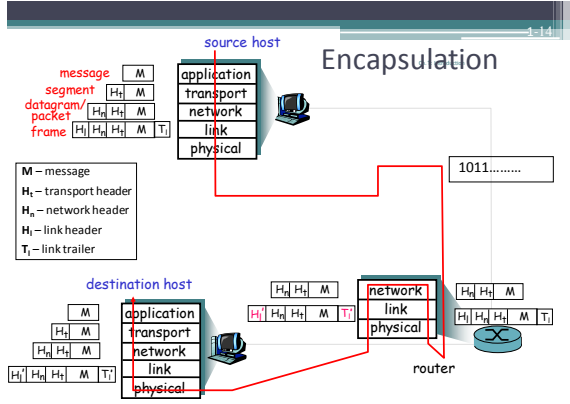 1-14
Encapsulation
source host
message M
segment Ht M
datagram/
packet Hn Ht M
frame Hl Hn Ht M Tl
application
transport
network
link
physical
M – message
Ht – transport header
Hn – network header
Hl – link header
Tl – link trailer
1011………
destination host
M
Ht M
Hn Ht M
Hl' Hn Ht M Tl'
application
transport
network
link
physical
Hn Ht M
Hl' Hn Ht M Tl'
network
link
physical
Hn Ht M
Hl Hn Ht M Tl
router